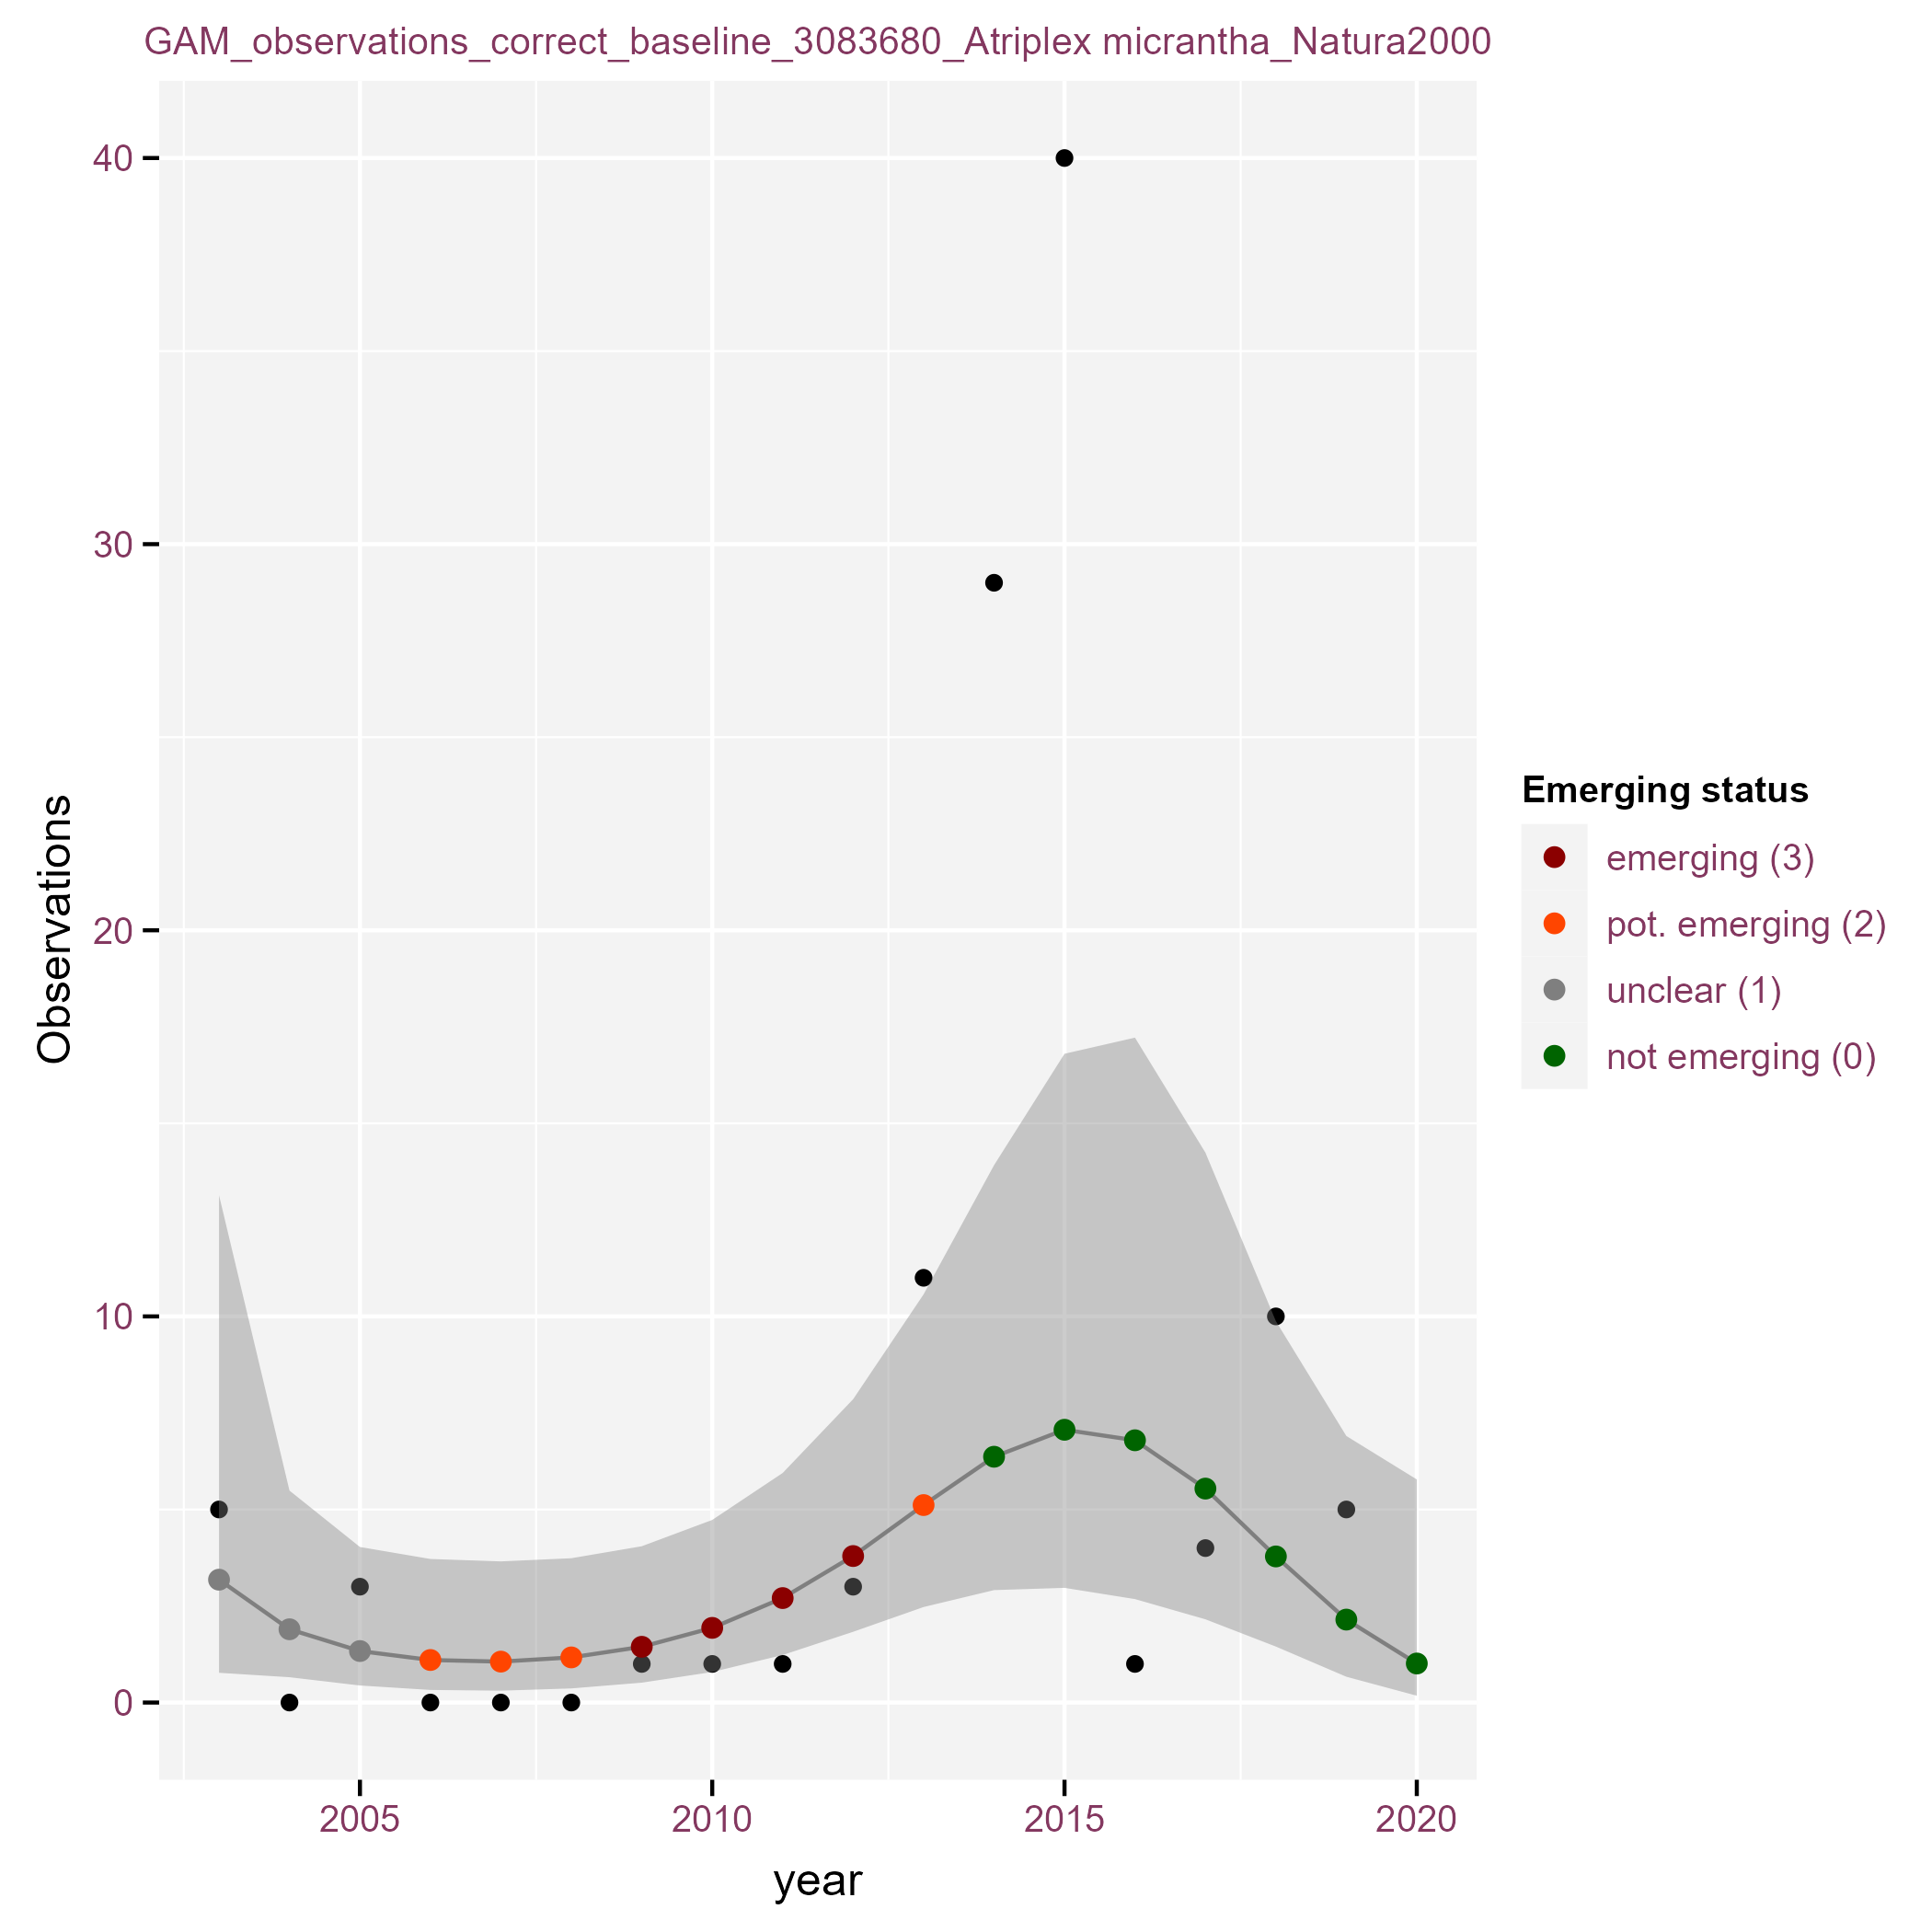 GAM_observations_correct_baseline_3083680_Atriplex micrantha_Natura2000
40
30
20
10
0
Observations
2005 2010 2015 2020
year
Emerging status
emerging (3)
pot. emerging (2)
unclear (1)
not emerging (0)